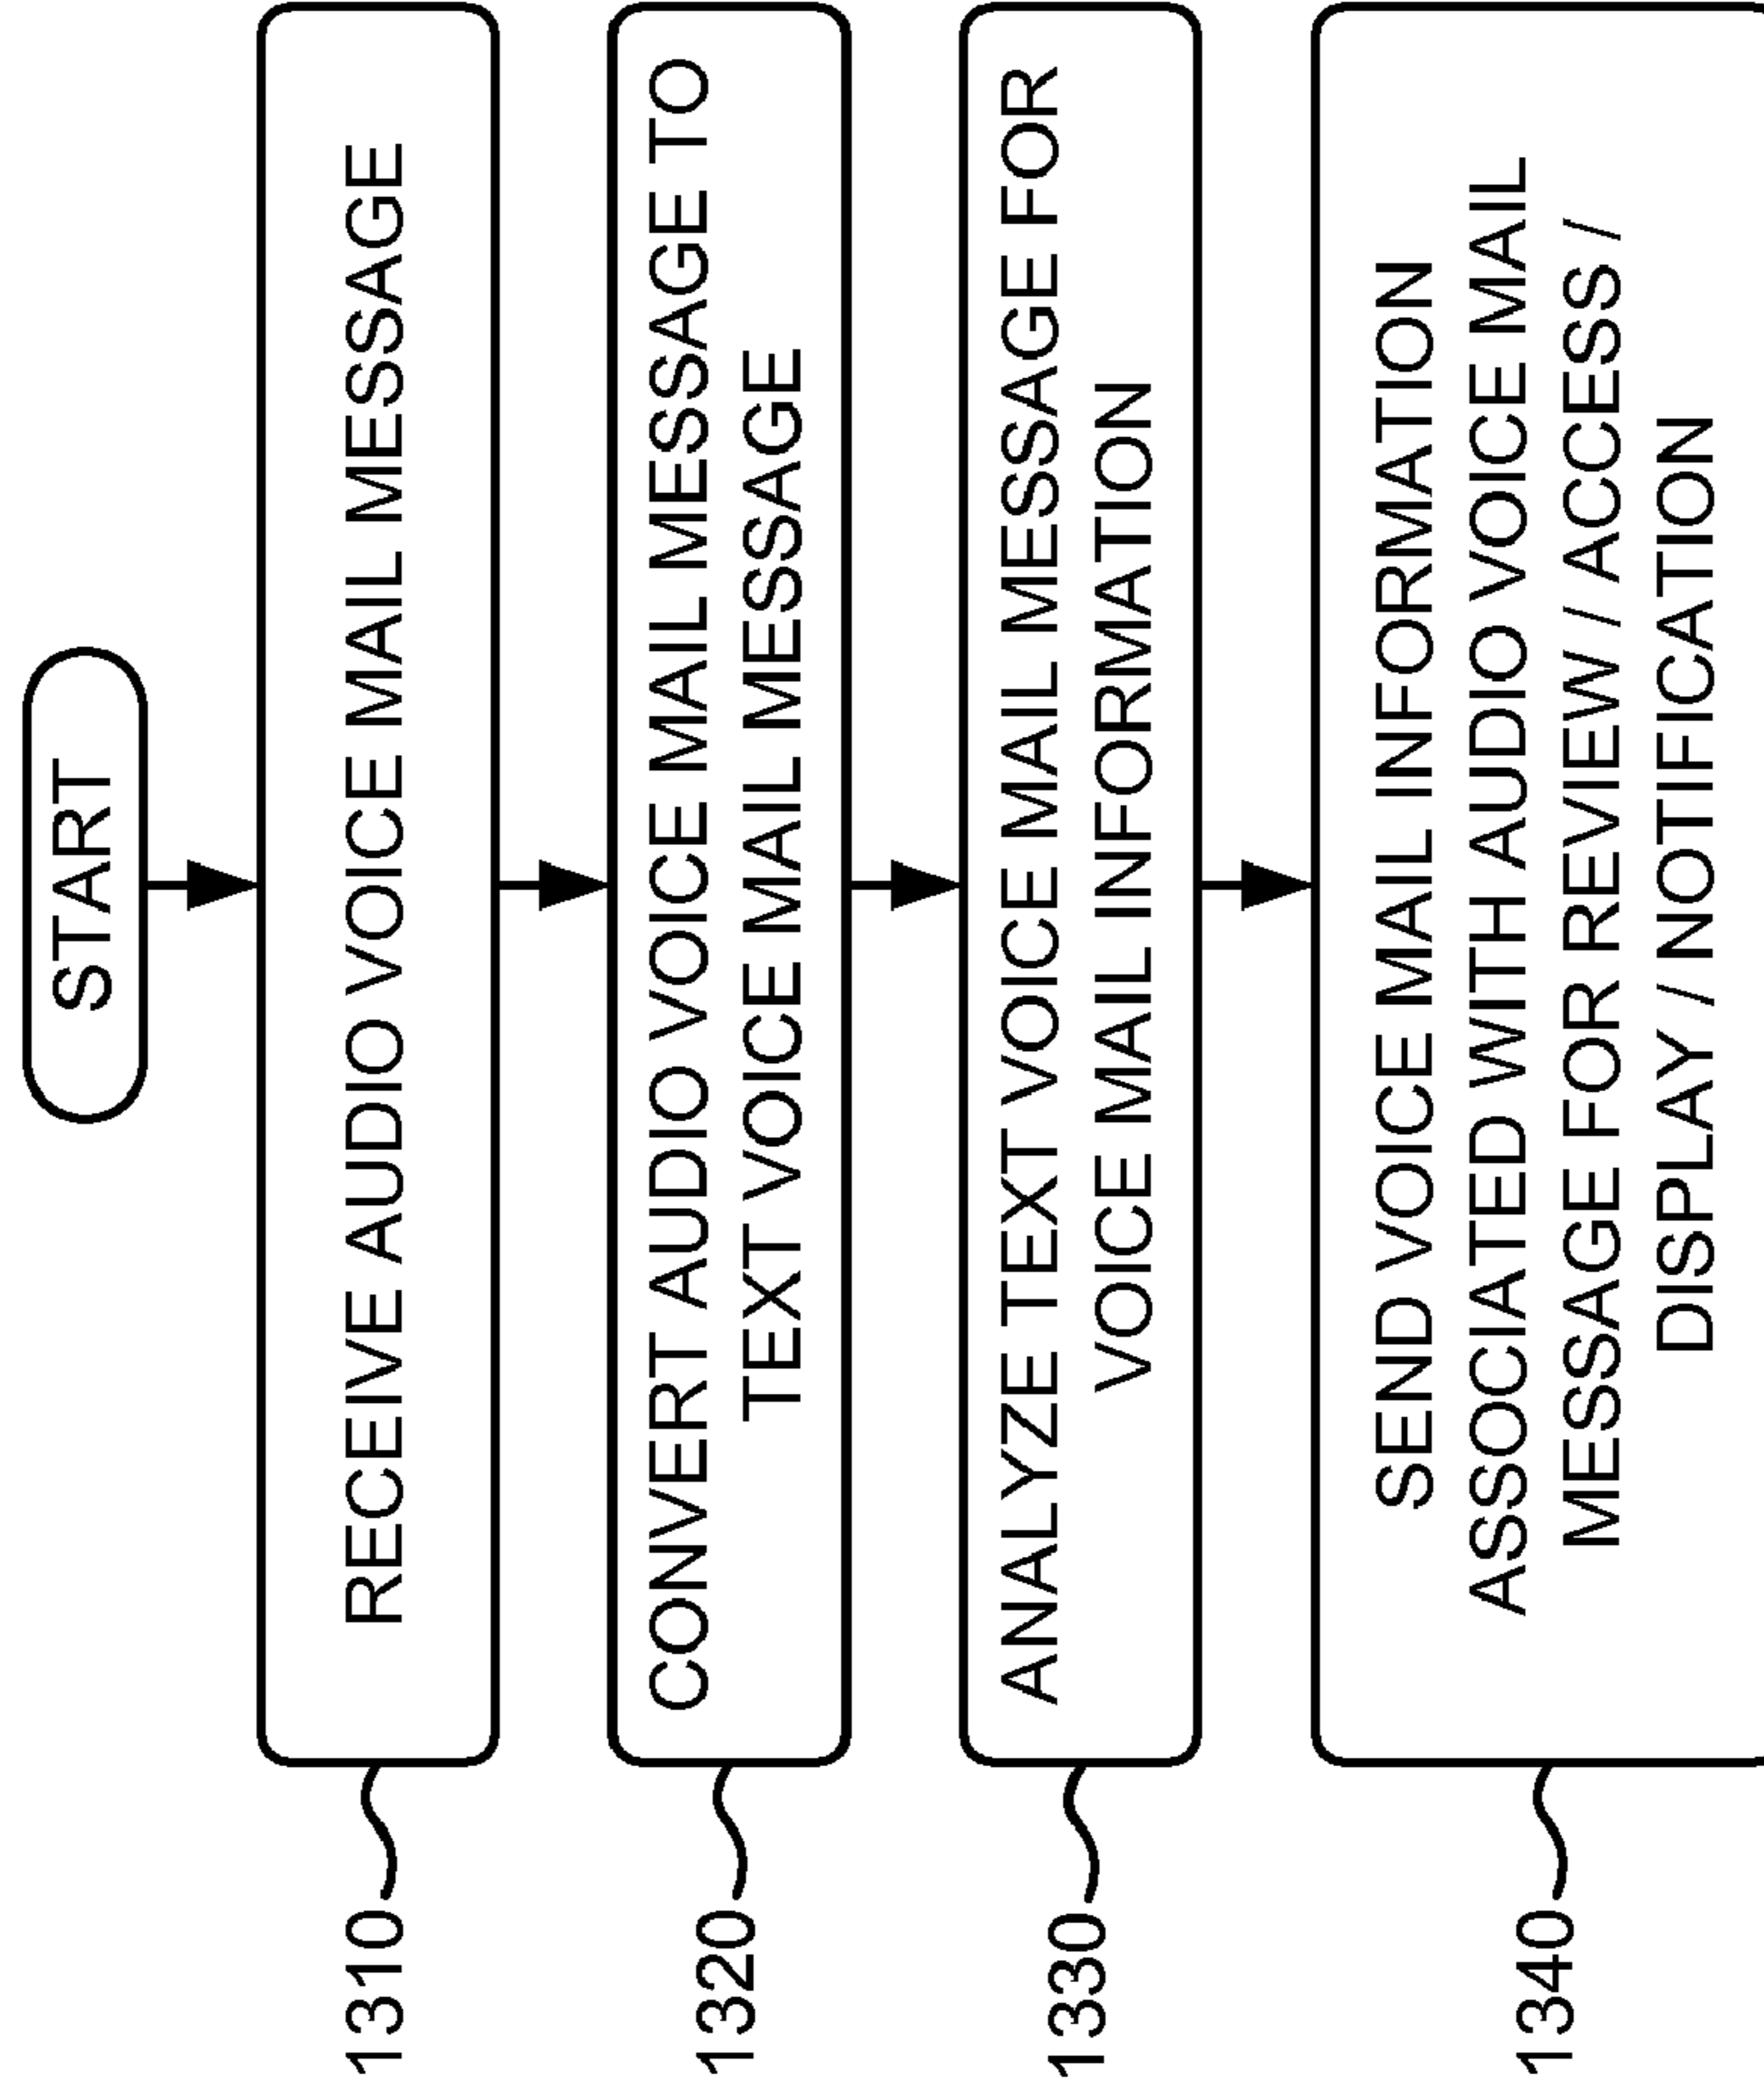 START
1310
RECEIVE AUDIO VOICE MAIL MESSAGE
1320
CONVERT AUDIO VOICE MAIL MESSAGE TO
TEXT VOICE MAIL MESSAGE
1330
ANALYZE TEXT VOICE MAIL MESSAGE FOR
VOICE MAIL INFORMATION
1340
SEND VOICE MAIL INFORMATION
ASSOCIATED WITH AUDIO VOICE MAIL
MESSAGE FOR REVIEW / ACCESS /
DISPLAY / NOTIFICATION